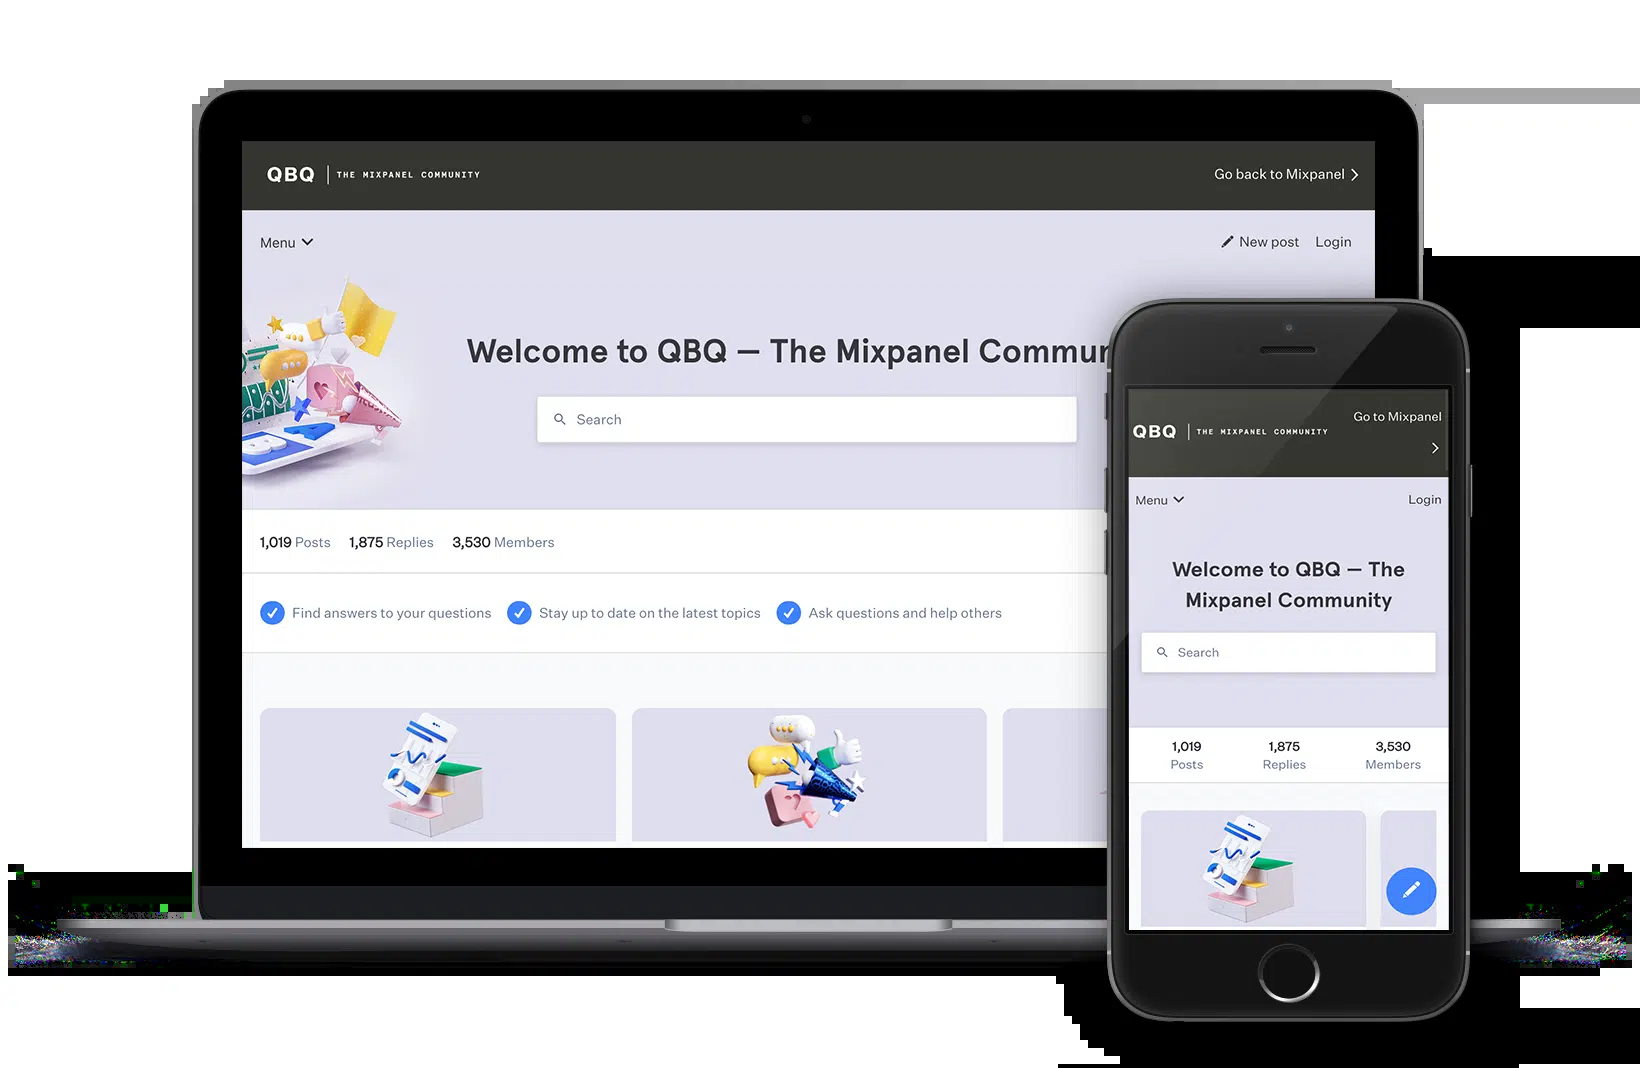 QBQ | THE MIXPANEL COMMUNITY
Go back to Mixpanel
Menu
New post
Login
Welcome to QBQ — The Mixpanel Commun
Search
1,019 Posts
1,875 Replies
3,530 Members
Find answers to your questions
Stay up to date on the latest topics
Ask questions and help others
QBQ | THE MIXPANEL COMMUNITY
Go to Mixpanel
Menu
Login
Welcome to QBQ — The
Mixpanel Community
Search
1,019
Posts
1,875
Replies
3,530
Members